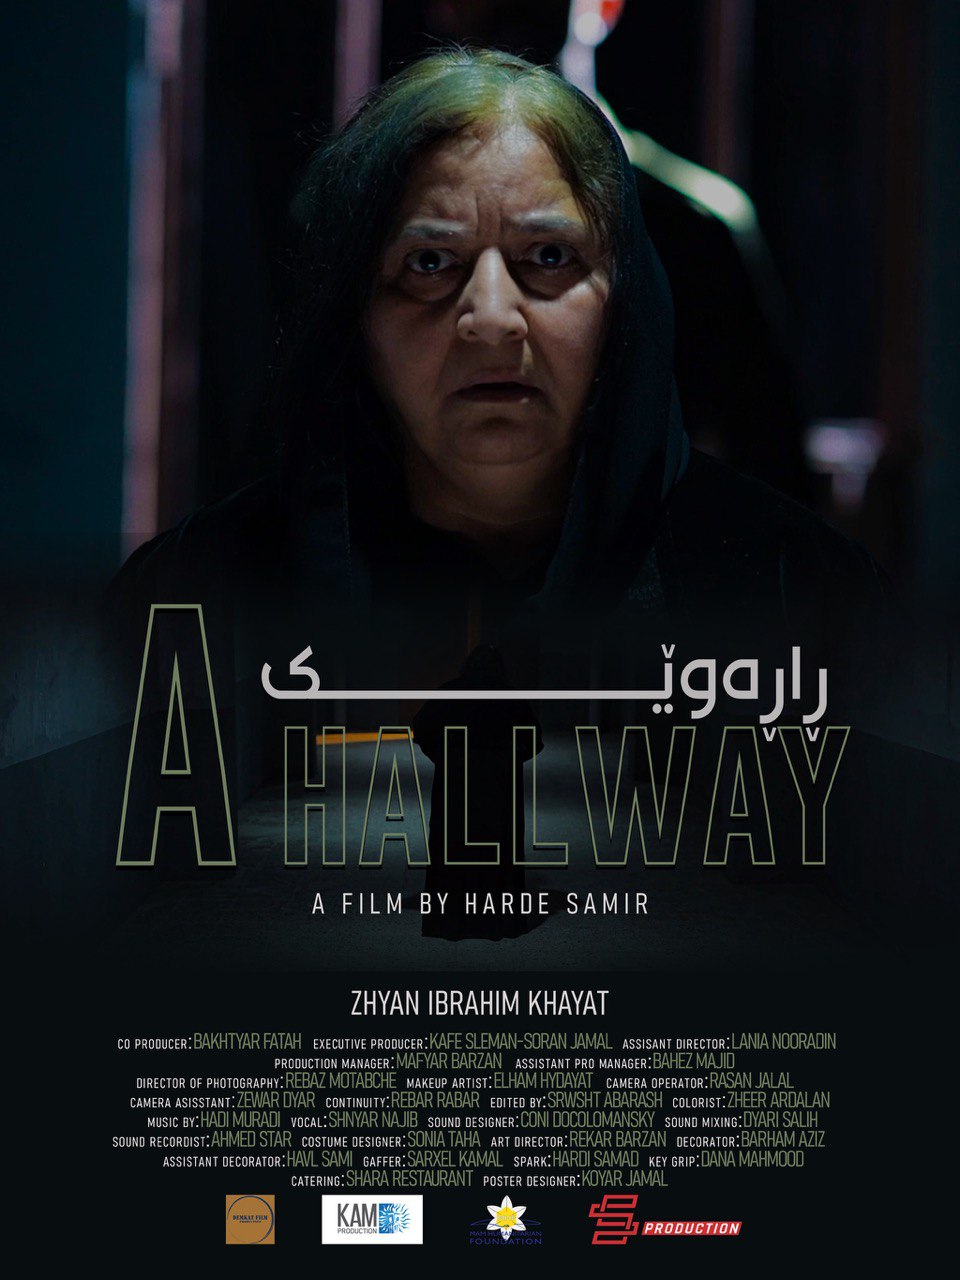 ڕاڕەوێک
A HALLWAY
A FILM BY HARDE SAMIR
ZHYAN IBRAHIM KHAYAT
CO PRODUCER:BAKHTYAR FATAH EXECUTIVE PRODUCER:KAFE SLEMAN-SORAN JAMAL ASSISANT DIRECTOR:LANIA NOORADIN
PRODUCTION MANAGER:MAFYAR BARZAN ASSISTANT PRO MANAGER:BAHEZ MAJID
DIRECTOR OF PHOTOGRAPHY:REBAZ MOTABCHE MAKEUP ARTIST:ELHAM HYDAYAT CAMERA OPERATOR:RASAN JALAL
CAMERA ASISSTANT:ZEWAR DYAR CONTINUITY:REBAR RABAR EDITED BY:SRWSHT ABARASH COLORIST:ZHEER ARDALAN
MUSIC BY:HADI MURADI VOCAL:SHNYAR NAJIB SOUND DESIGNER:CONI DOCOLOMANSKY SOUND MIXING:DYARI SALIH
SOUND RECORDIST:AHMED STAR COSTUME DESIGNER:SONIA TAHA ART DIRECTOR:REKAR BARZAN DECORATOR:BARHAM AZIZ
ASSISTANT DECORATOR:HAVL SAMI GAFFER:SARXEL KAMAL SPARK:HARDI SAMAD KEY GRIP:DANA MAHMOOD
CATERING:SHARA RESTAURANT POSTER DESIGNER:KOYAR JAMAL
KAM
PRODUCTION
MAM HUMANITARIAN
FOUNDATION
PRODUCTION